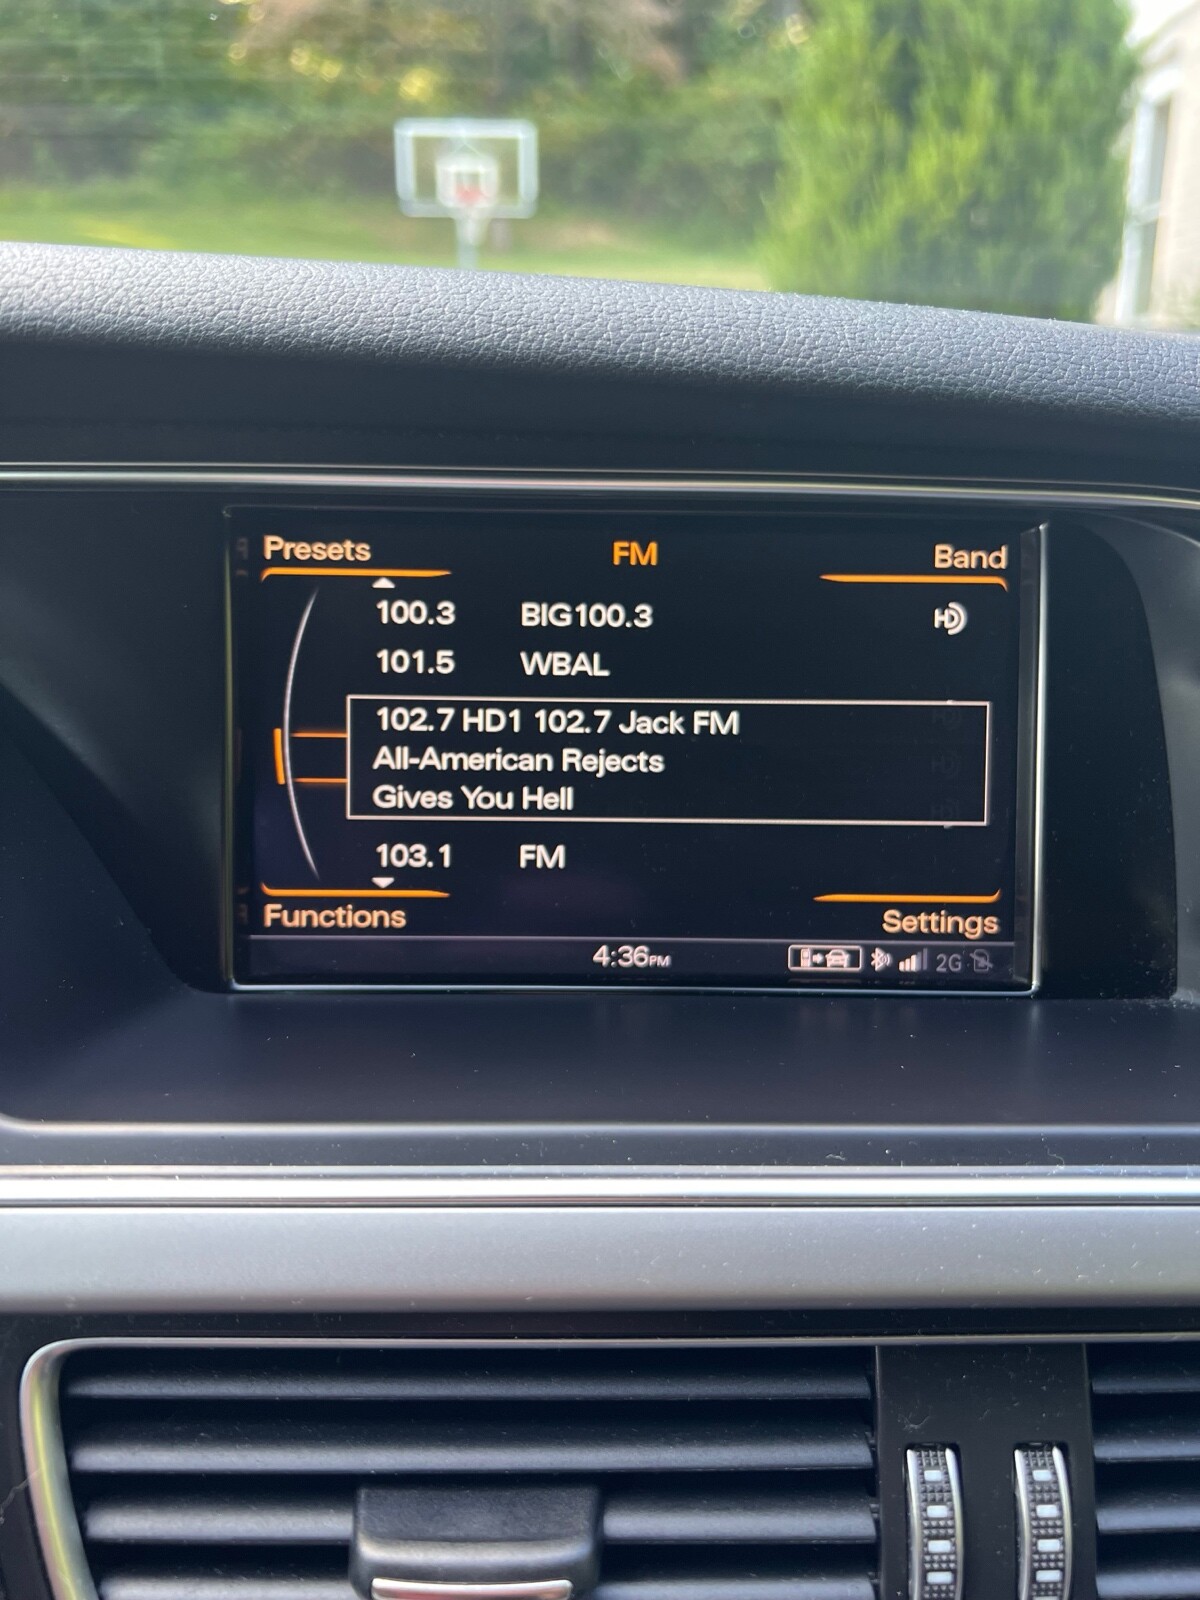 Presets FM Band
100.3 BIG100.3 HD
101.5 WBAL
102.7 HD1 102.7 Jack FM
All-American Rejects
Gives You Hell
103.1 FM
Functions Settings
4:36PM 2G